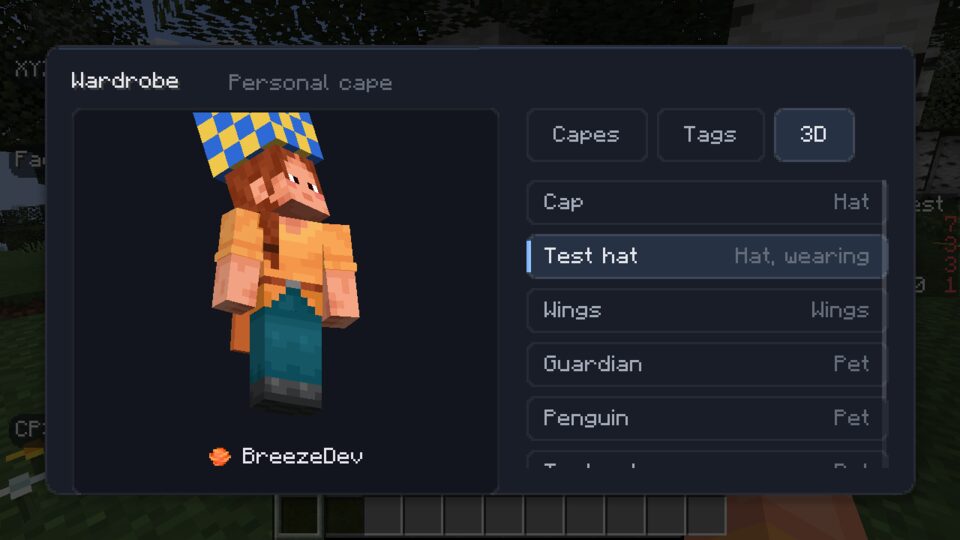 Wardrobe
Personal cape
Capes
Tags
3D
Cap
Hat
Test hat
Hat, wearing
Wings
Wings
Guardian
Pet
Penguin
Pet
BreezeDev